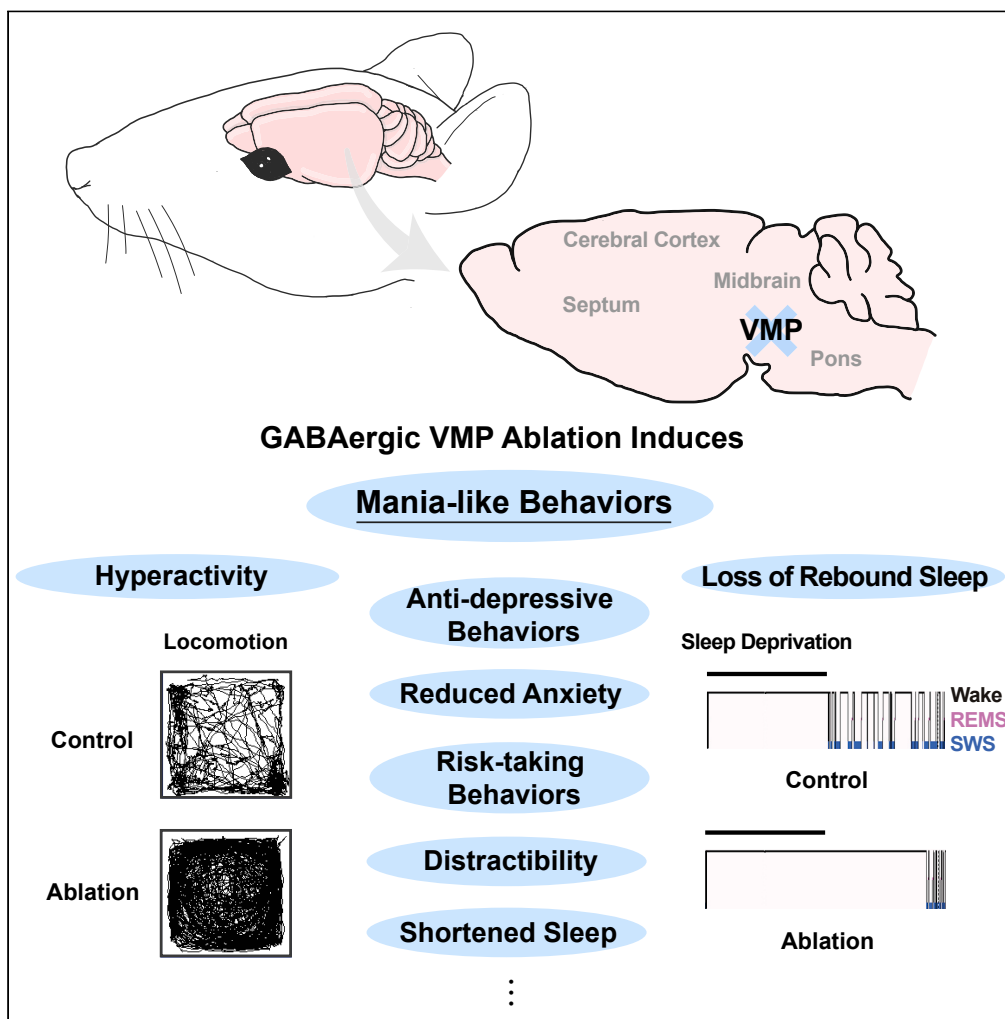 Cerebral Cortex
Midbrain
Septum
VMP
Pons
GABAergic VMP Ablation Induces
Mania-like Behaviors
Hyperactivity
Locomotion
Control
Ablation
Anti-depressive
Behaviors
Reduced Anxiety
Risk-taking
Behaviors
Distractibility
Shortened Sleep
⋮
Loss of Rebound Sleep
Sleep Deprivation
Wake
REMS
SWS
Control
Ablation